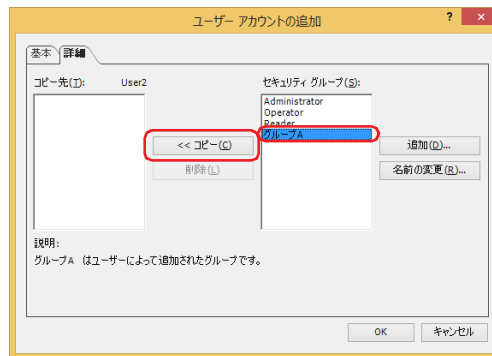 ユーザー アカウントの追加
? ×
基本 詳細
コピー先(T): User2 セキュリティ グループ(S):
Administrator
Operator
Reader
グループA
<< コピー(C) 追加(D)...
削除(L) 名前の変更(R)...
説明:
グループA はユーザーによって追加されたグループです。
OK キャンセル